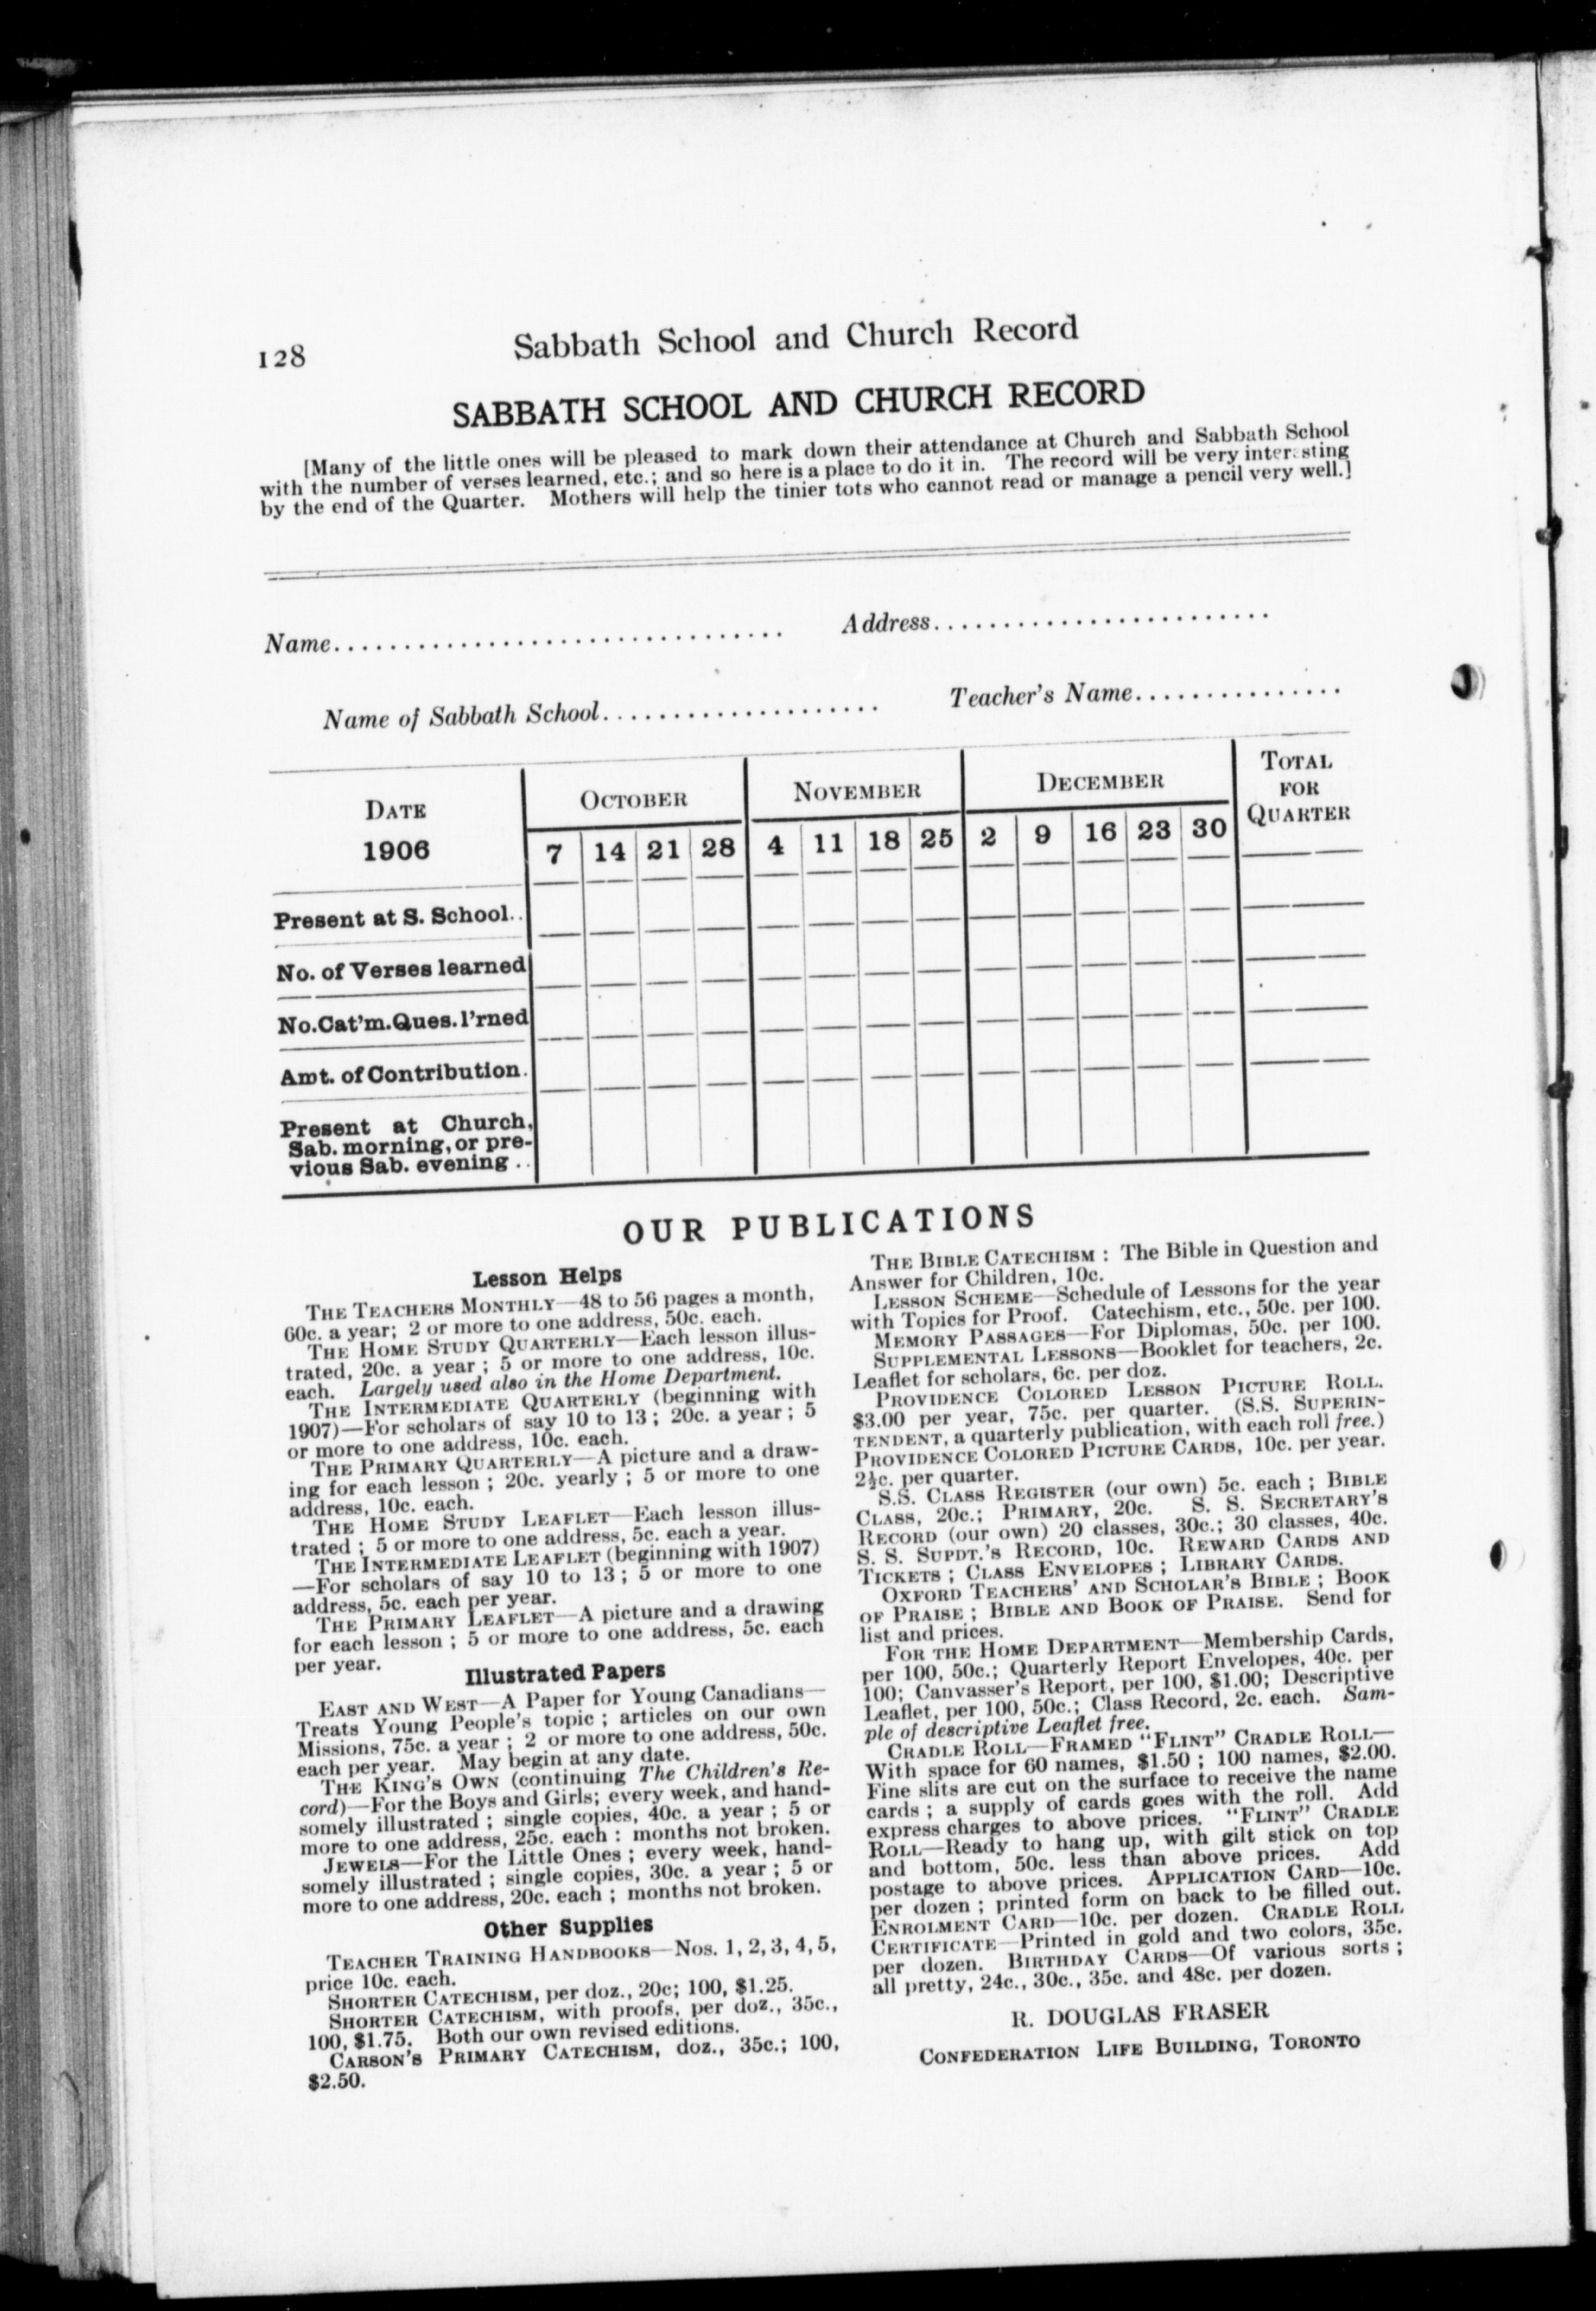 128
Sabbath School and Church Record
SABBATH SCHOOL AND CHURCH RECORD
[Many of the little ones will be pleased to mark down their attendance at Church and Sabbath School
with the number of verses learned, etc.; and so here is a place to do it in. The record will be very interesting
by the end of the Quarter. Mothers will help the tinier tots who cannot read or manage a pencil very well.]
Name................................ Address........................
Name of Sabbath School.................... Teacher's Name...............
DATE OCTOBER NOVEMBER DECEMBER TOTAL FOR QUARTER
1906 7 14 21 28 4 11 18 25 2 9 16 23 30
Present at S. School..
No. of Verses learned
No.Cat'm.Ques.l'rned
Amt. of Contribution.
Present at Church,
Sab. morning, or pre-
vious Sab. evening ..
OUR PUBLICATIONS
Lesson Helps
THE TEACHERS MONTHLY—48 to 56 pages a month,
60c. a year; 2 or more to one address, 50c. each.
THE HOME STUDY QUARTERLY—Each lesson illus-
trated, 20c. a year ; 5 or more to one address, 10c.
each. Largely used also in the Home Department.
THE INTERMEDIATE QUARTERLY (beginning with
1907)—For scholars of say 10 to 13 ; 20c. a year ; 5
or more to one address, 10c. each.
THE PRIMARY QUARTERLY—A picture and a draw-
ing for each lesson ; 20c. yearly ; 5 or more to one
address, 10c. each.
THE HOME STUDY LEAFLET—Each lesson illus-
trated ; 5 or more to one address, 5c. each a year.
THE INTERMEDIATE LEAFLET (beginning with 1907)
—For scholars of say 10 to 13 ; 5 or more to one
address, 5c. each per year.
THE PRIMARY LEAFLET—A picture and a drawing
for each lesson ; 5 or more to one address, 5c. each
per year.
Illustrated Papers
EAST AND WEST—A Paper for Young Canadians—
Treats Young People's topic ; articles on our own
Missions, 75c. a year ; 2 or more to one address, 50c.
each per year. May begin at any date.
THE KING'S OWN (continuing The Children's Re-
cord)—For the Boys and Girls; every week, and hand-
somely illustrated ; single copies, 40c. a year ; 5 or
more to one address, 25c. each : months not broken.
JEWELS—For the Little Ones ; every week, hand-
somely illustrated ; single copies, 30c. a year ; 5 or
more to one address, 20c. each ; months not broken.
Other Supplies
TEACHER TRAINING HANDBOOKS—Nos. 1, 2, 3, 4, 5,
price 10c. each.
SHORTER CATECHISM, per doz., 20c; 100, $1.25.
SHORTER CATECHISM, with proofs, per doz., 35c.,
100, $1.75. Both our own revised editions.
CARSON'S PRIMARY CATECHISM, doz., 35c.; 100,
$2.50.
THE BIBLE CATECHISM : The Bible in Question and
Answer for Children, 10c.
LESSON SCHEME—Schedule of Lessons for the year
with Topics for Proof. Catechism, etc., 50c. per 100.
MEMORY PASSAGES—For Diplomas, 50c. per 100.
SUPPLEMENTAL LESSONS—Booklet for teachers, 2c.
Leaflet for scholars, 6c. per doz.
PROVIDENCE COLORED LESSON PICTURE ROLL.
$3.00 per year, 75c. per quarter. (S.S. SUPERIN-
TENDENT, a quarterly publication, with each roll free.)
PROVIDENCE COLORED PICTURE CARDS, 10c. per year.
2½c. per quarter.
S.S. CLASS REGISTER (our own) 5c. each ; BIBLE
CLASS, 20c.; PRIMARY, 20c. S. S. SECRETARY'S
RECORD (our own) 20 classes, 30c.; 30 classes, 40c.
S. S. SUPDT.'S RECORD, 10c. REWARD CARDS AND
TICKETS ; CLASS ENVELOPES ; LIBRARY CARDS.
OXFORD TEACHERS' AND SCHOLAR'S BIBLE ; BOOK
OF PRAISE ; BIBLE AND BOOK OF PRAISE. Send for
list and prices.
FOR THE HOME DEPARTMENT—Membership Cards,
per 100, 50c.; Quarterly Report Envelopes, 40c. per
100; Canvasser's Report, per 100, $1.00; Descriptive
Leaflet, per 100, 50c.; Class Record, 2c. each. Sam-
ple of descriptive Leaflet free.
CRADLE ROLL—FRAMED "FLINT" CRADLE ROLL—
With space for 60 names, $1.50 ; 100 names, $2.00.
Fine slits are cut on the surface to receive the name
cards ; a supply of cards goes with the roll. Add
express charges to above prices. "FLINT" CRADLE
ROLL—Ready to hang up, with gilt stick on top
and bottom, 50c. less than above prices. Add
postage to above prices. APPLICATION CARD—10c.
per dozen ; printed form on back to be filled out.
ENROLMENT CARD—10c. per dozen. CRADLE ROLL
CERTIFICATE—Printed in gold and two colors, 35c.
per dozen. BIRTHDAY CARDS—Of various sorts ;
all pretty, 24c., 30c., 35c. and 48c. per dozen.
R. DOUGLAS FRASER
CONFEDERATION LIFE BUILDING, TORONTO